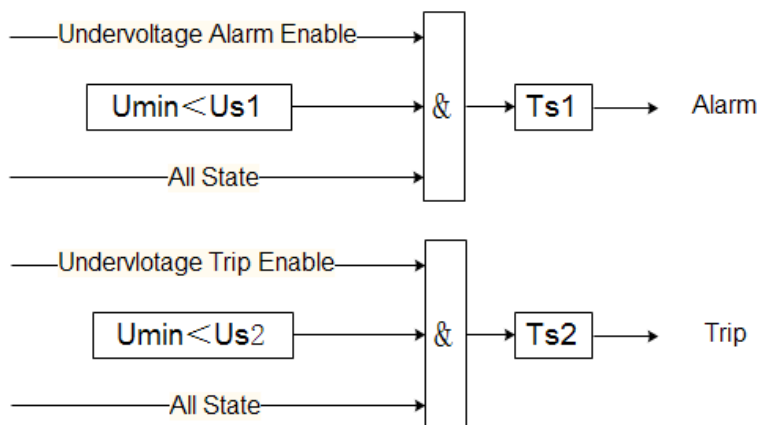 Undervoltage Alarm Enable
Umin<Us1
&
Ts1
Alarm
All State
Undervlotage Trip Enable
Umin<Us2
&
Ts2
Trip
All State